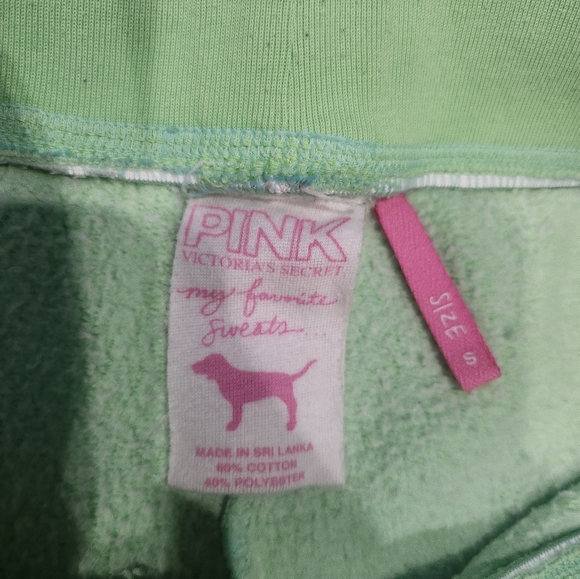 PINK
VICTORIA'S SECRET
my favorite
sweats...
MADE IN SRI LANKA
60% COTTON
40% POLYESTER
SIZE S